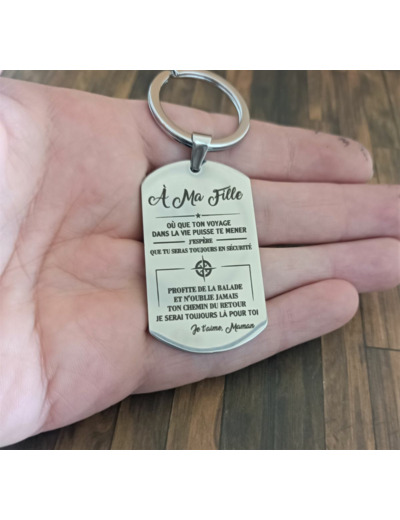 À Ma Fille
OÙ QUE TON VOYAGE
DANS LA VIE PUISSE TE MENER
J'ESPÈRE
QUE TU SERAS TOUJOURS EN SÉCURITÉ
PROFITE DE LA BALADE
ET N'OUBLIE JAMAIS
TON CHEMIN DU RETOUR
JE SERAI TOUJOURS LÀ POUR TOI
Je t'aime, Maman